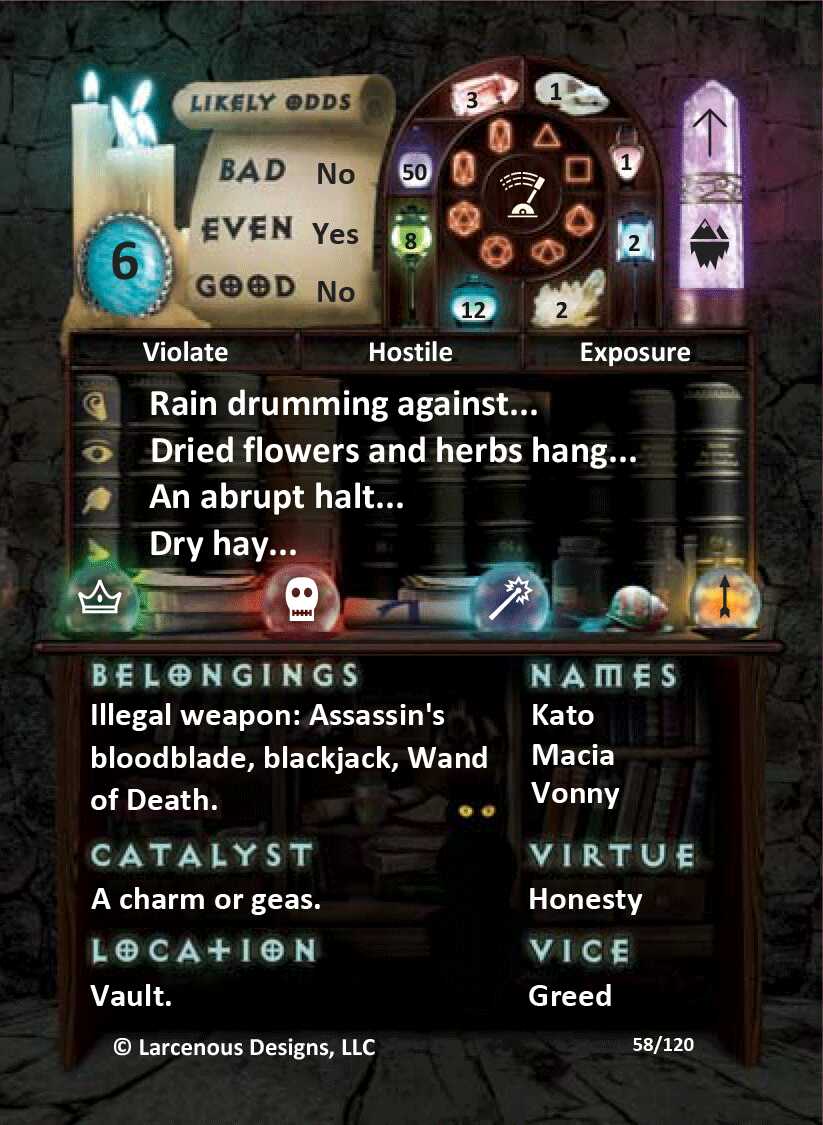 LIKELY ODDS
BAD No
EVEN Yes
GOOD No
6
3
1
50
1
8
2
12
2
Violate Hostile Exposure
Rain drumming against...
Dried flowers and herbs hang...
An abrupt halt...
Dry hay...
BELONGINGS
Illegal weapon: Assassin's
bloodblade, blackjack, Wand
of Death.
NAMES
Kato
Macia
Vonny
CATALYST
A charm or geas.
VIRTUE
Honesty
LOCATION
Vault.
VICE
Greed
© Larcenous Designs, LLC
58/120